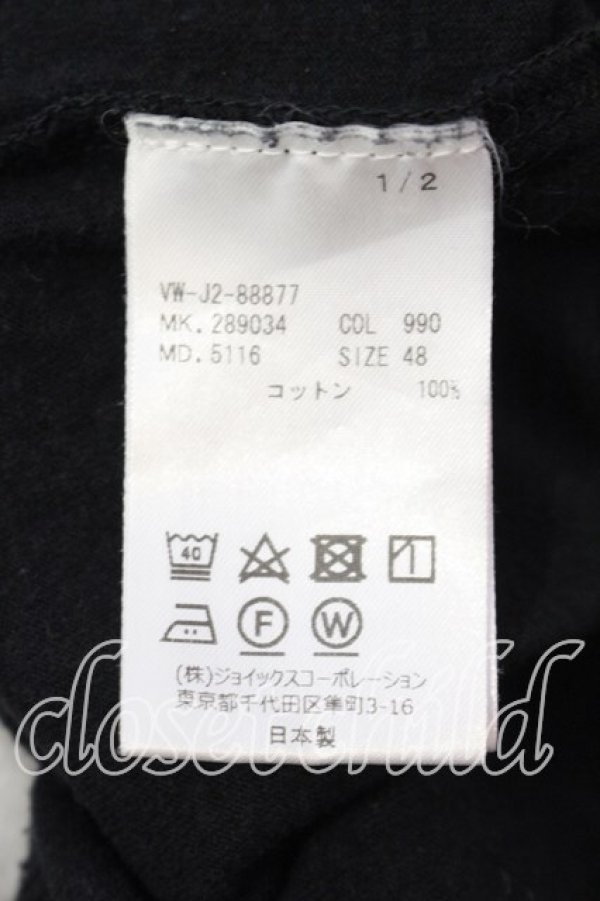 1 / 2
VW-J2-88877
MK. 289034 COL 990
MD. 5116 SIZE 48
コットン 100%
40
F W
(株)ジョイックスコーポレーション
東京都千代田区隼町3-16
日本製
closetchild